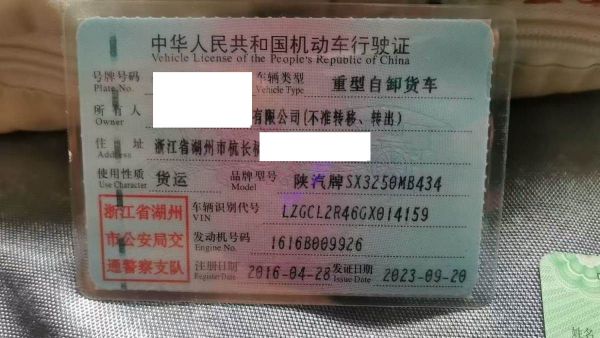 中华人民共和国机动车行驶证
Vehicle License of the People's Republic of China
号牌号码 车辆类型 重型自卸货车
Plate No. Vehicle Type
所有人 有限公司(不准转移、转出)
Owner
住址 浙江省湖州市杭长桥
Address
使用性质 货运 品牌型号 陕汽牌SX3250MB434
Use Character Model
浙江省湖州 车辆识别代号 LZGCL2R46GX014159
VIN
市公安局交 发动机号码 1616B009926
Engine No.
通警察支队 注册日期 2016-04-28 发证日期 2023-09-20
Register Date Issue Date
姓名